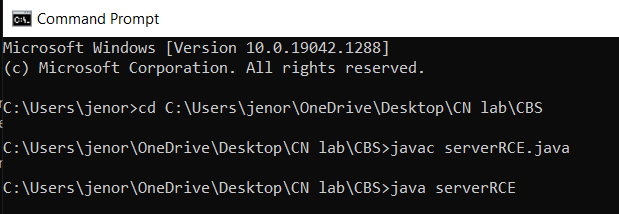 Command Prompt
Microsoft Windows [Version 10.0.19042.1288]
(c) Microsoft Corporation. All rights reserved.
C:\Users\jenor>cd C:\Users\jenor\OneDrive\Desktop\CN lab\CBS
C:\Users\jenor\OneDrive\Desktop\CN lab\CBS>javac serverRCE.java
C:\Users\jenor\OneDrive\Desktop\CN lab\CBS>java serverRCE